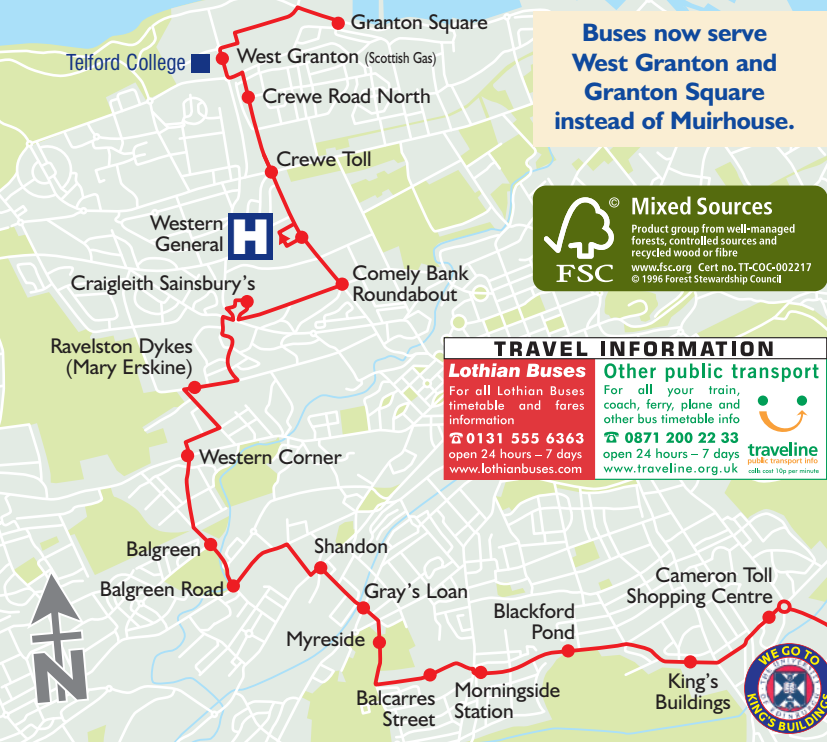 Granton Square
Telford College
West Granton (Scottish Gas)
Crewe Road North
Crewe Toll
Western
General
H
Craigleith Sainsbury's
Comely Bank
Roundabout
Ravelston Dykes
(Mary Erskine)
Western Corner
Balgreen
Balgreen Road
Shandon
Gray's Loan
Myreside
Balcarres
Street
Morningside
Station
Blackford
Pond
King's
Buildings
Cameron Toll
Shopping Centre
N
Buses now serve
West Granton and
Granton Square
instead of Muirhouse.
©
FSC
Mixed Sources
Product group from well-managed
forests, controlled sources and
recycled wood or fibre
www.fsc.org Cert no. TT-COC-002217
© 1996 Forest Stewardship Council
TRAVEL INFORMATION
Lothian Buses
For all Lothian Buses
timetable and fares
information
☎ 0131 555 6363
open 24 hours – 7 days
www.lothianbuses.com
Other public transport
For all your train,
coach, ferry, plane and
other bus timetable info
☎ 0871 200 22 33
open 24 hours – 7 days
www.traveline.org.uk
traveline
public transport info
calls cost 10p per minute
WE GO TO
KING'S BUILDINGS
THE UNIVERSITY
OF EDINBURGH